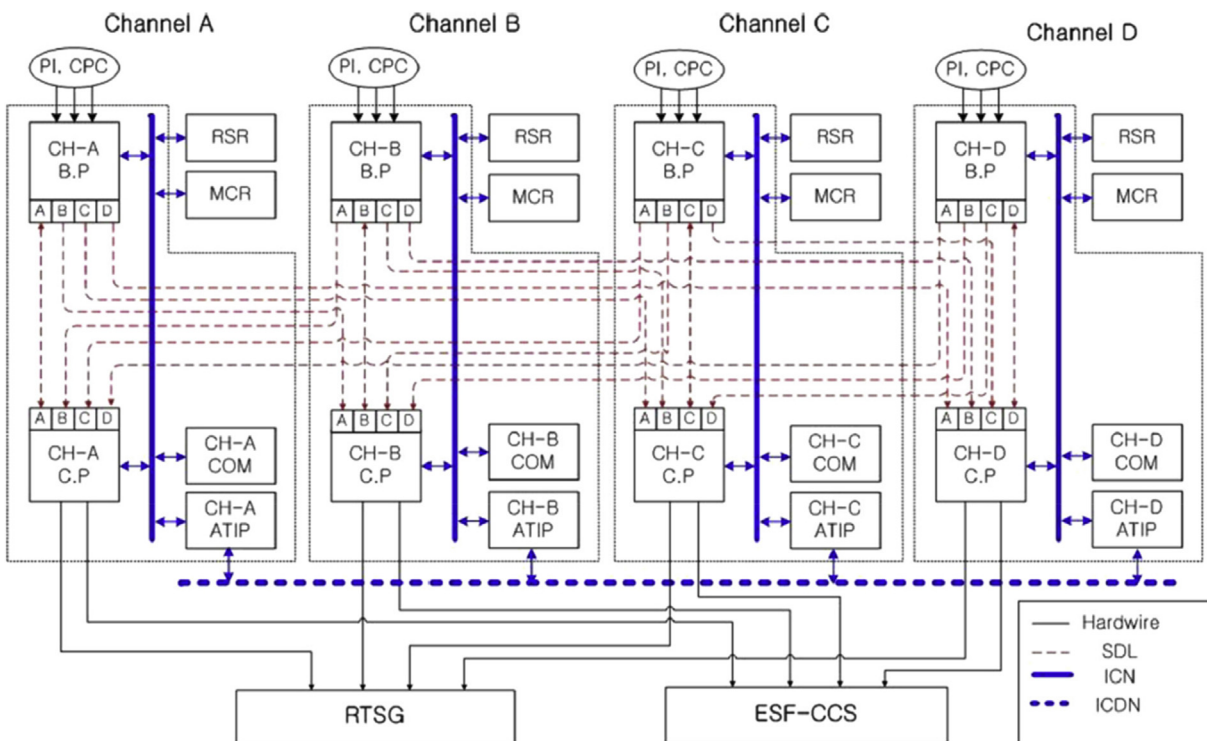 Channel A
Channel B
Channel C
Channel D
PI, CPC
PI, CPC
PI, CPC
PI, CPC
CH-A
B.P
RSR
MCR
A B C D
CH-B
B.P
RSR
MCR
A B C D
CH-C
B.P
RSR
MCR
A B C D
CH-D
B.P
RSR
MCR
A B C D
A B C D
CH-A
C.P
CH-A
COM
CH-A
ATIP
A B C D
CH-B
C.P
CH-B
COM
CH-B
ATIP
A B C D
CH-C
C.P
CH-C
COM
CH-C
ATIP
A B C D
CH-D
C.P
CH-D
COM
CH-D
ATIP
RTSG
ESF-CCS
Hardwire
SDL
ICN
ICDN